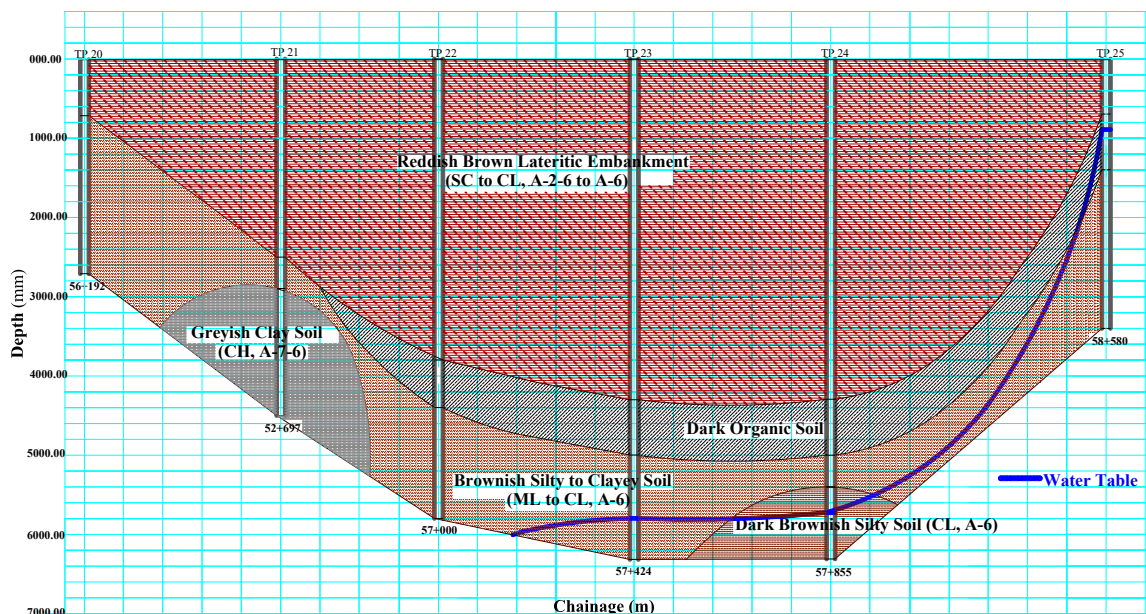 TP 20 TP 21 TP 22 TP 23 TP 24 TP 25
000.00
1000.00
Reddish Brown Lateritic Embankment
(SC to CL, A-2-6 to A-6)
2000.00
56+192
3000.00
Depth (mm)
Greyish Clay Soil
(CH, A-7-6)
58+580
4000.00
52+697
Dark Organic Soil
5000.00
Brownish Silty to Clayey Soil
(ML to CL, A-6)
Water Table
57+000
Dark Brownish Silty Soil (CL, A-6)
6000.00
57+424
57+855
7000.00
Chainage (m)